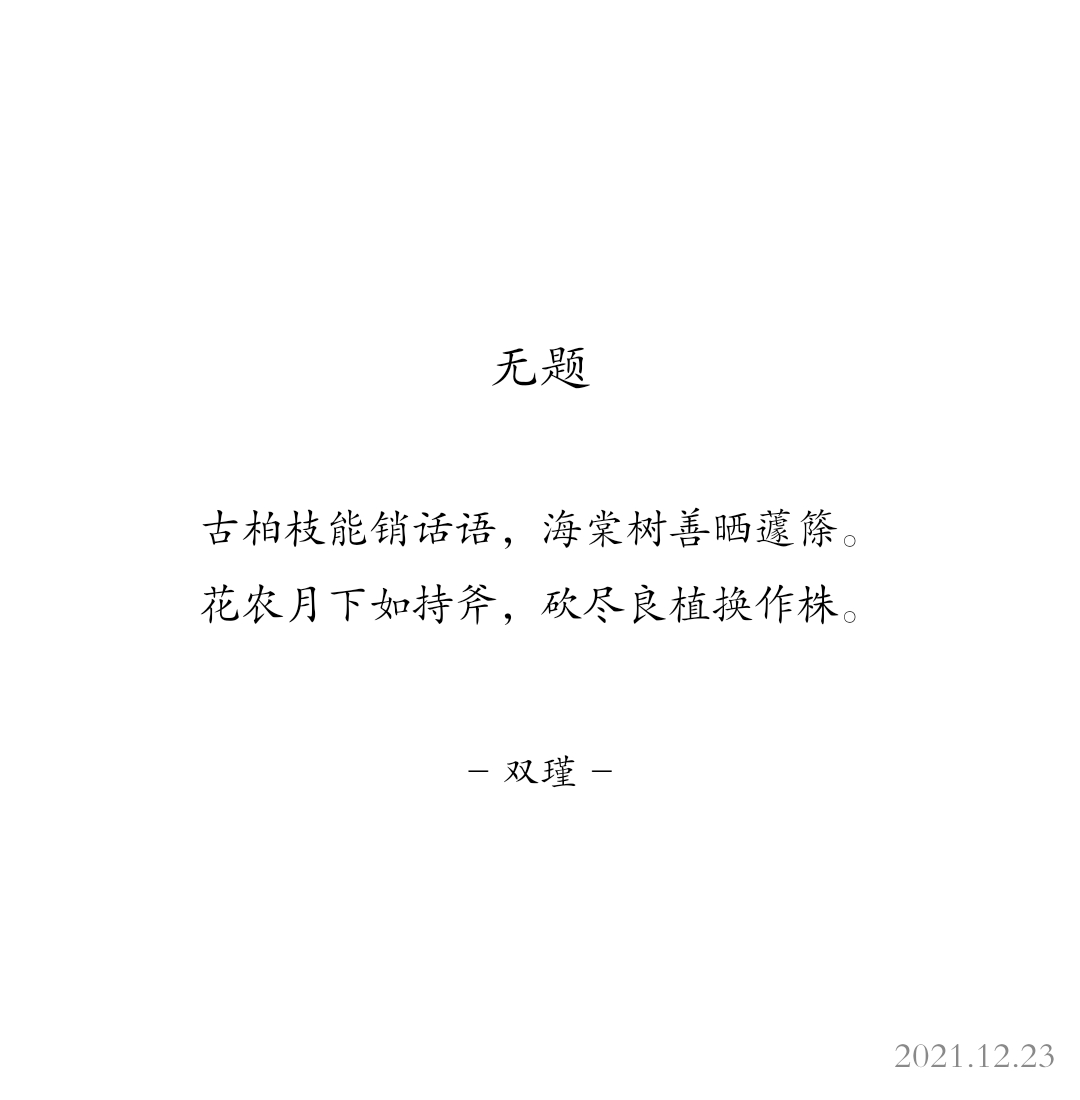 无题
古柏枝能销话语，海棠树善晒蘧篨。
花农月下如持斧，砍尽良植换作株。
– 双瑾 –
2021.12.23